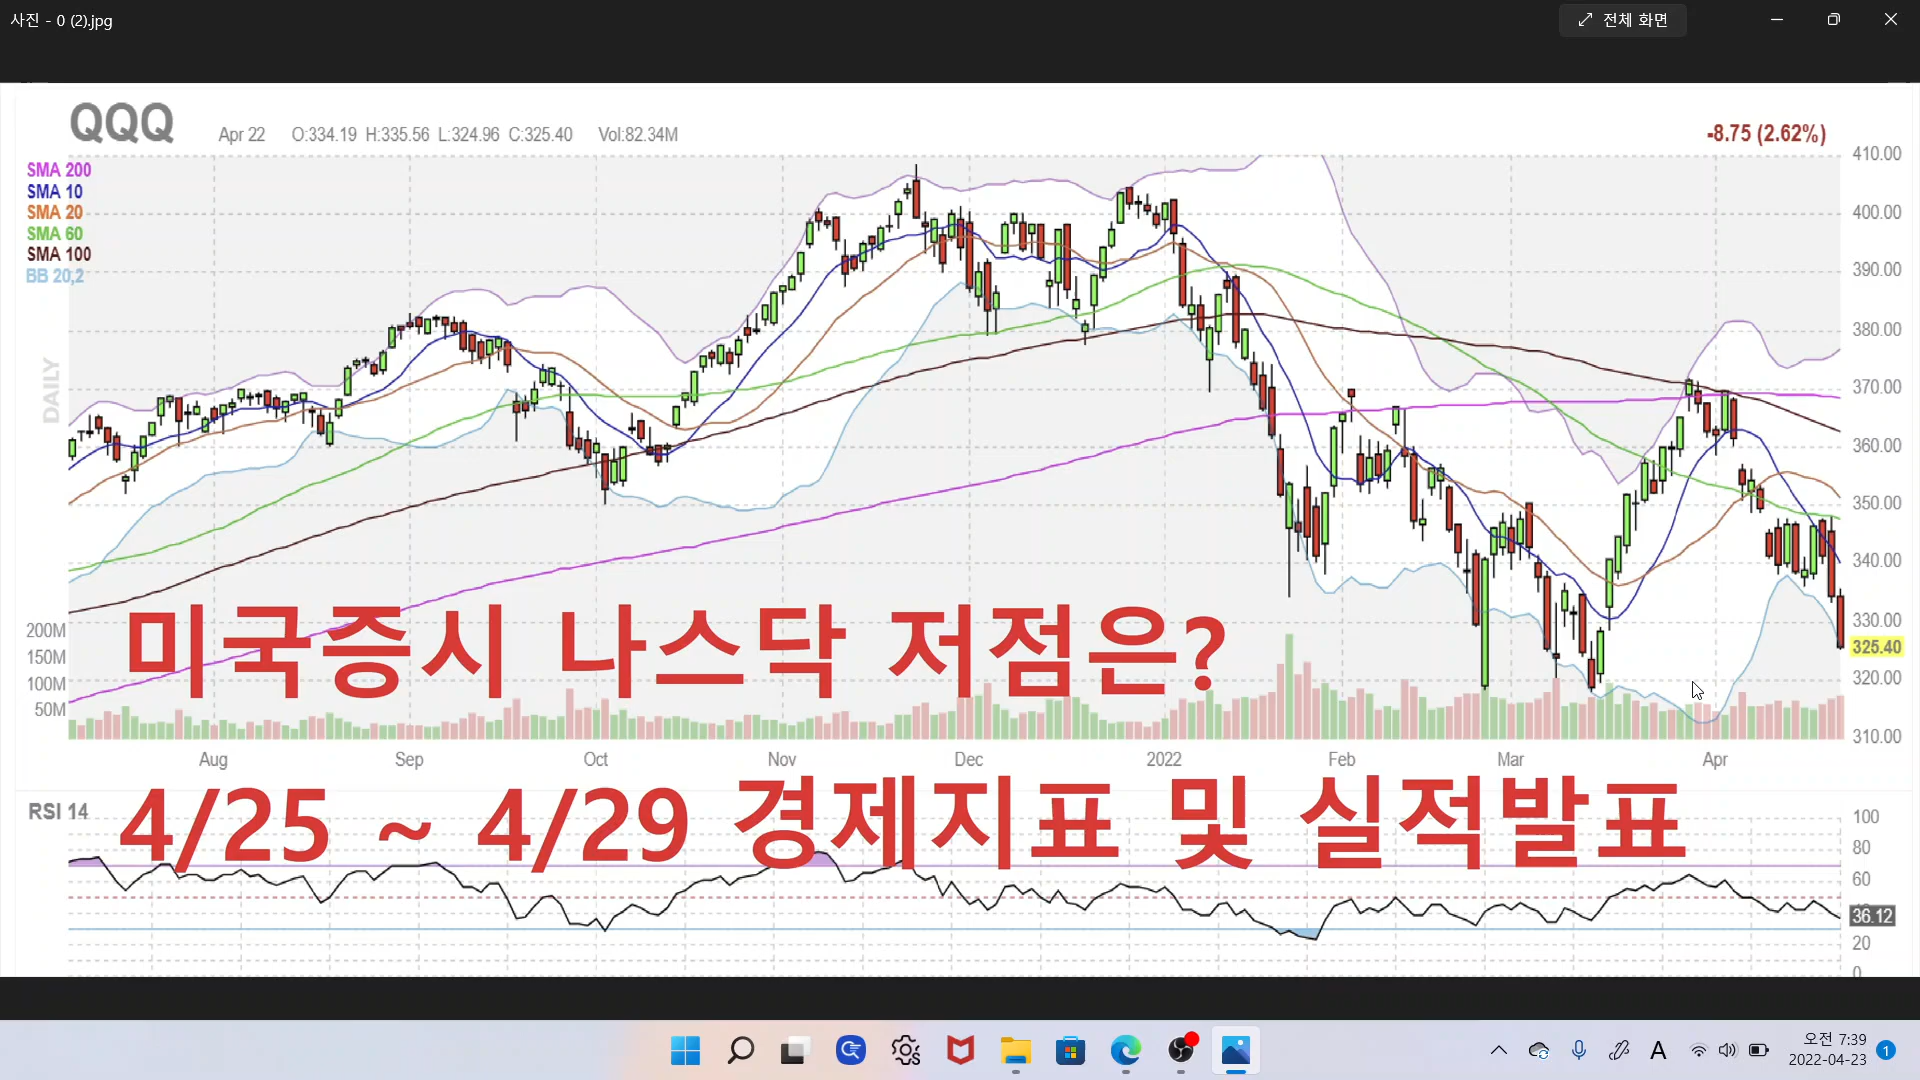 사진 - 0 (2).jpg
전체 화면
QQQ Apr 22 O:334.19 H:335.56 L:324.96 C:325.40 Vol:82.34M -8.75 (2.62%)
SMA 200
SMA 10
SMA 20
SMA 60
SMA 100
BB 20,2
DAILY
410.00
400.00
390.00
380.00
370.00
360.00
350.00
340.00
330.00
325.40
320.00
310.00
200M
150M
100M
50M
미국증시 나스닥 저점은?
Aug Sep Oct Nov Dec 2022 Feb Mar Apr
RSI 14
4/25 ~ 4/29 경제지표 및 실적발표
100
80
60
36.12
20
0
A
오전 7:39
2022-04-23
1